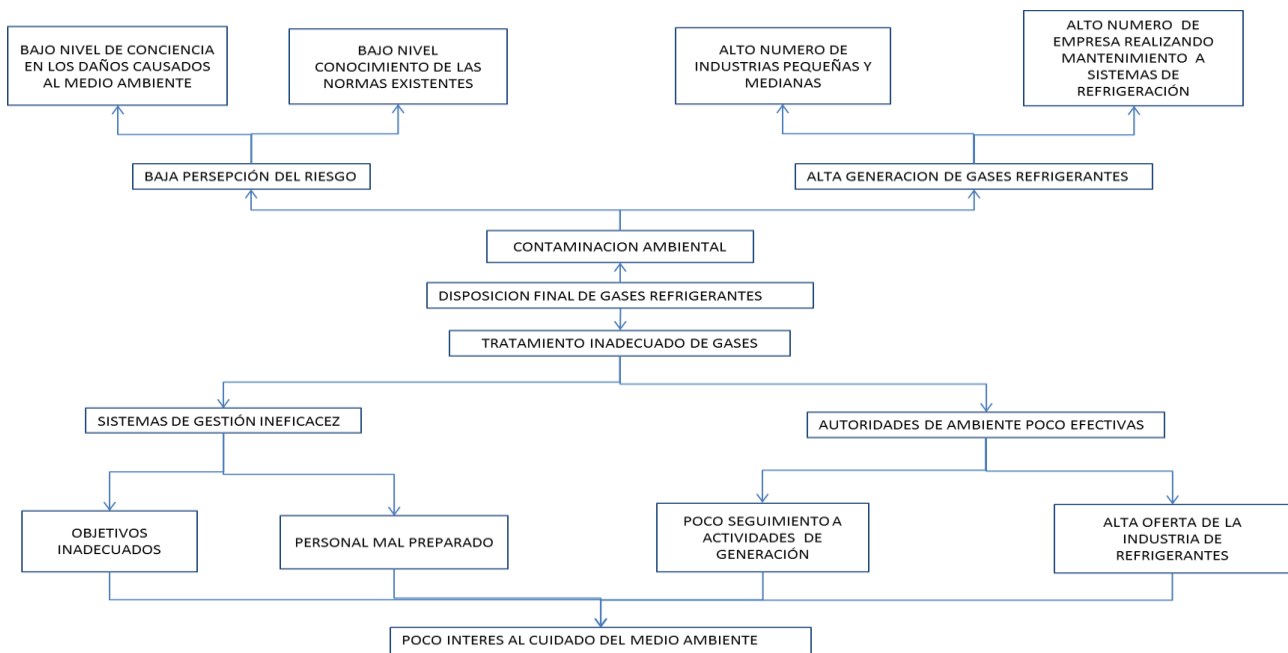 BAJO NIVEL DE CONCIENCIA
EN LOS DAÑOS CAUSADOS
AL MEDIO AMBIENTE
BAJO NIVEL
CONOCIMIENTO DE LAS
NORMAS EXISTENTES
ALTO NUMERO DE
INDUSTRIAS PEQUEÑAS Y
MEDIANAS
ALTO NUMERO DE
EMPRESA REALIZANDO
MANTENIMIENTO A
SISTEMAS DE
REFRIGERACIÓN
BAJA PERSEPCIÓN DEL RIESGO
ALTA GENERACION DE GASES REFRIGERANTES
CONTAMINACION AMBIENTAL
DISPOSICION FINAL DE GASES REFRIGERANTES
TRATAMIENTO INADECUADO DE GASES
SISTEMAS DE GESTIÓN INEFICACEZ
AUTORIDADES DE AMBIENTE POCO EFECTIVAS
OBJETIVOS
INADECUADOS
PERSONAL MAL PREPARADO
POCO SEGUIMIENTO A
ACTIVIDADES DE
GENERACIÓN
ALTA OFERTA DE LA
INDUSTRIA DE
REFRIGERANTES
POCO INTERES AL CUIDADO DEL MEDIO AMBIENTE